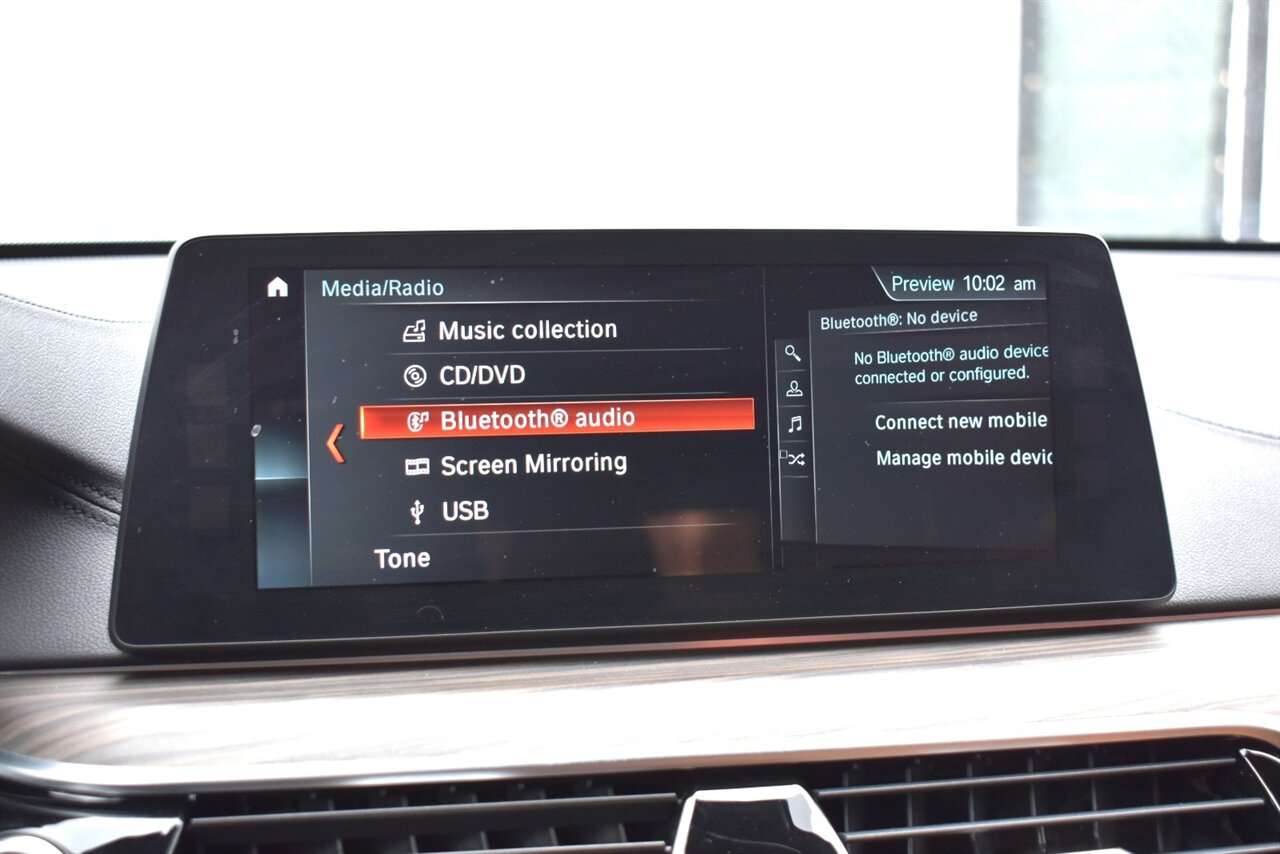 Media/Radio
Music collection
CD/DVD
Bluetooth® audio
Screen Mirroring
USB
Tone
Preview 10:02 am
Bluetooth®: No device
No Bluetooth® audio device
connected or configured.
Connect new mobile
Manage mobile devic